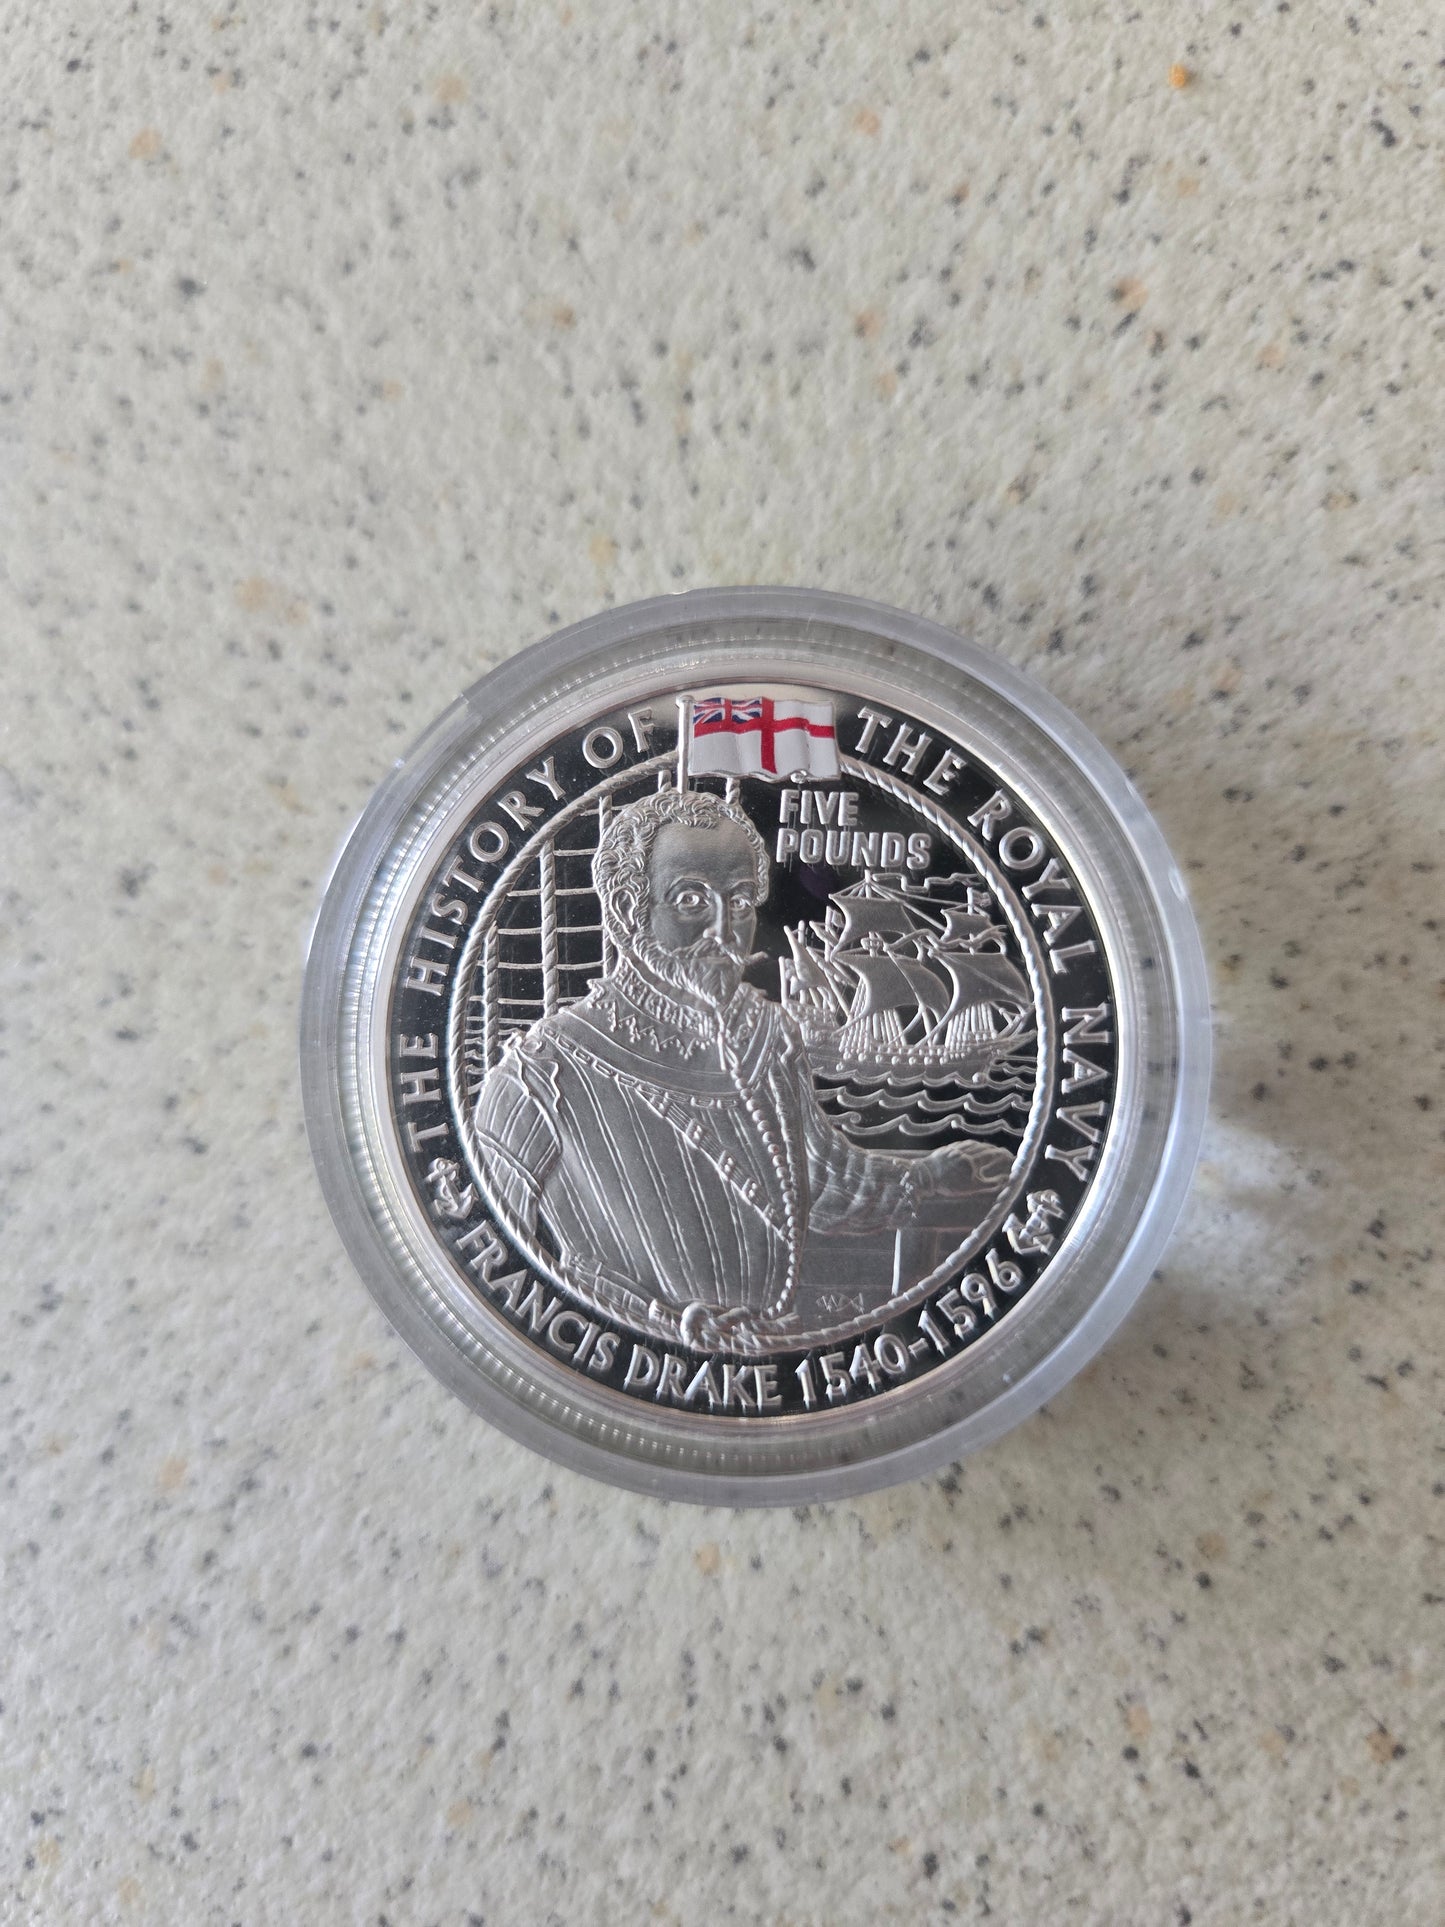 THE HISTORY OF THE ROYAL NAVY
FIVE
POUNDS
FRANCIS DRAKE 1540-1596